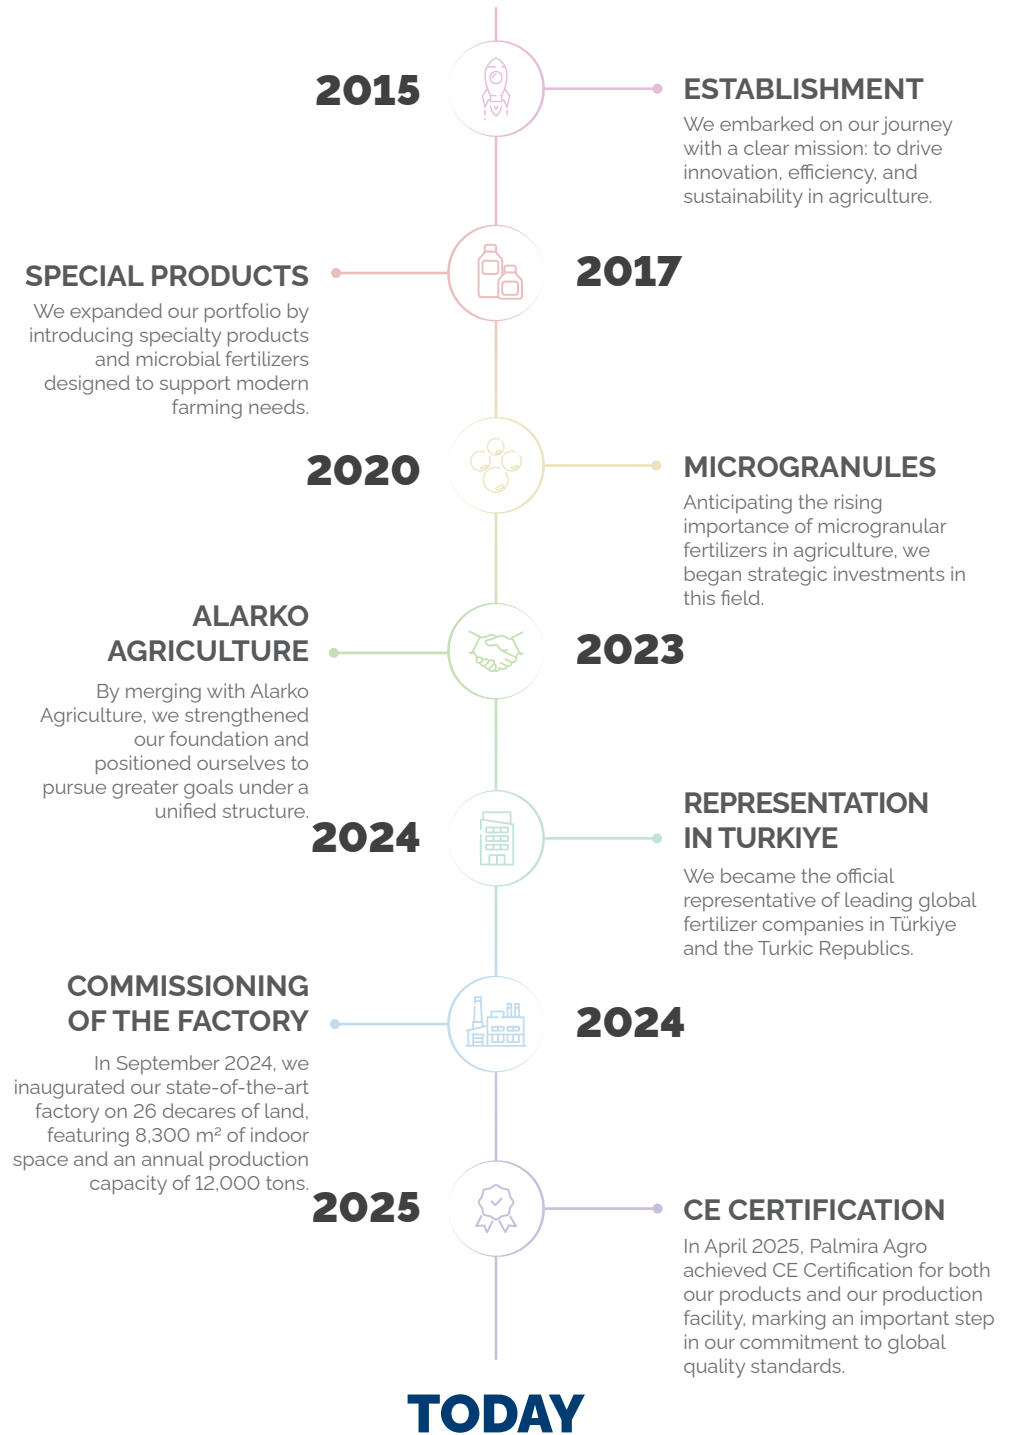 2015
ESTABLISHMENT
We embarked on our journey
with a clear mission: to drive
innovation, efficiency, and
sustainability in agriculture.
2017
SPECIAL PRODUCTS
We expanded our portfolio by
introducing specialty products
and microbial fertilizers
designed to support modern
farming needs.
2020
MICROGRANULES
Anticipating the rising
importance of microgranular
fertilizers in agriculture, we
began strategic investments in
this field.
2023
ALARKO
AGRICULTURE
By merging with Alarko
Agriculture, we strengthened
our foundation and
positioned ourselves to
pursue greater goals under a
unified structure.
2024
REPRESENTATION
IN TURKIYE
We became the official
representative of leading global
fertilizer companies in Türkiye
and the Turkic Republics.
2024
COMMISSIONING
OF THE FACTORY
In September 2024, we
inaugurated our state-of-the-art
factory on 26 decares of land,
featuring 8,300 m² of indoor
space and an annual production
capacity of 12,000 tons.
2025
CE CERTIFICATION
In April 2025, Palmira Agro
achieved CE Certification for both
our products and our production
facility, marking an important step
in our commitment to global
quality standards.
TODAY